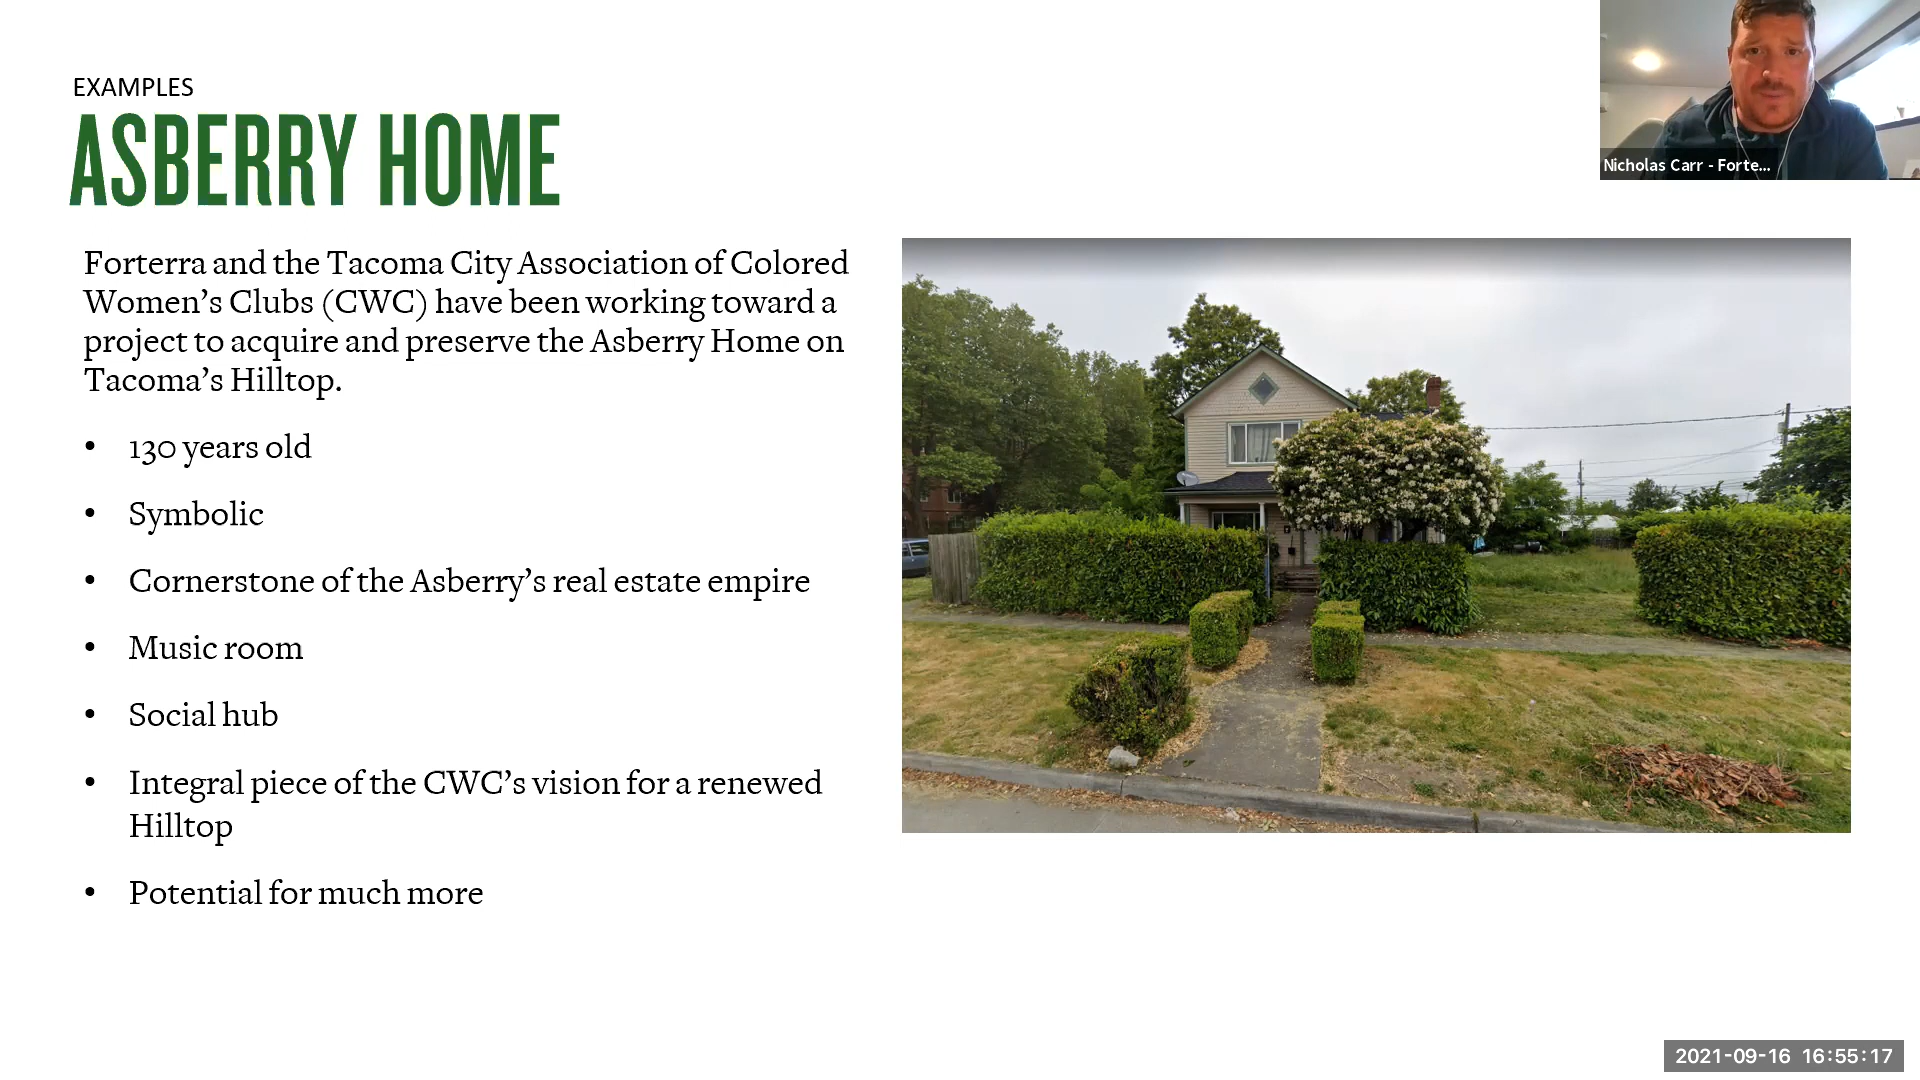 EXAMPLES
ASBERRY HOME
Forterra and the Tacoma City Association of Colored
Women’s Clubs (CWC) have been working toward a
project to acquire and preserve the Asberry Home on
Tacoma’s Hilltop.
• 130 years old
• Symbolic
• Cornerstone of the Asberry’s real estate empire
• Music room
• Social hub
• Integral piece of the CWC’s vision for a renewed
Hilltop
• Potential for much more
Nicholas Carr - Forte...
2021-09-16 16:55:17